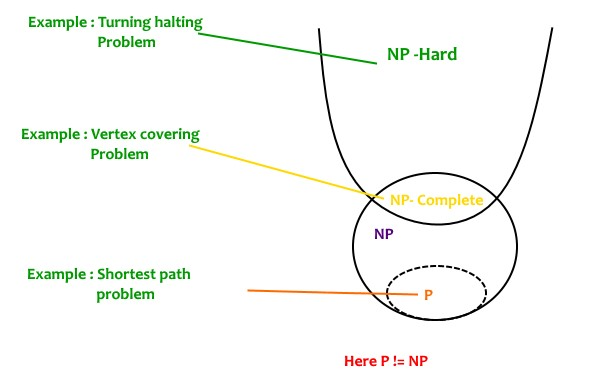 Example : Turning halting
Problem
NP -Hard
Example : Vertex covering
Problem
NP- Complete
NP
Example : Shortest path
problem
P
Here P != NP